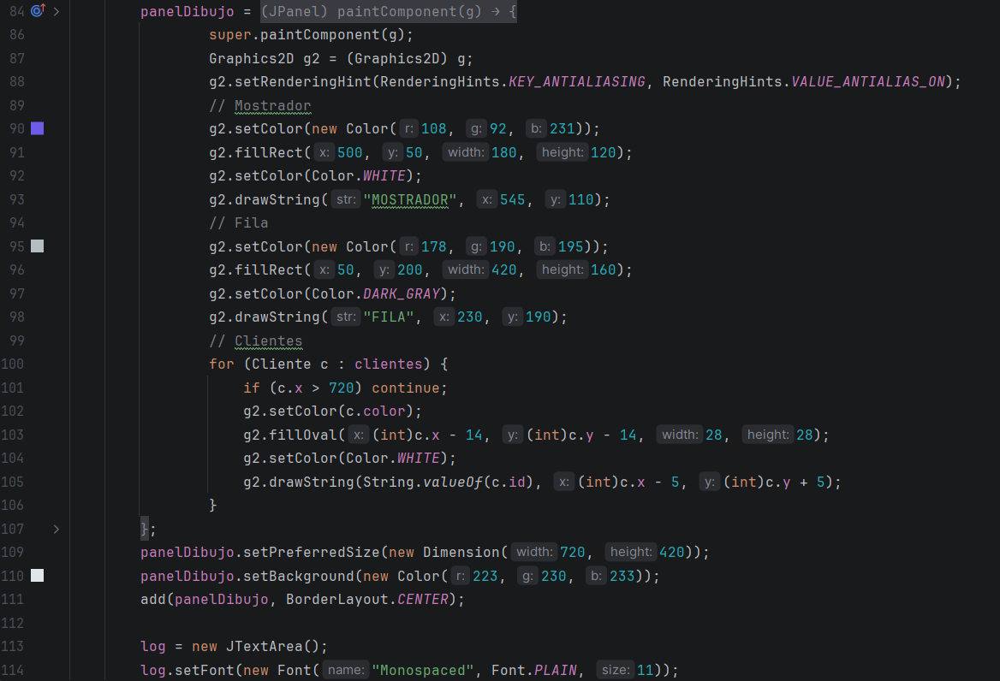 84 panelDibujo = (JPanel) paintComponent(g) → {
86 super.paintComponent(g);
87 Graphics2D g2 = (Graphics2D) g;
88 g2.setRenderingHint(RenderingHints.KEY_ANTIALIASING, RenderingHints.VALUE_ANTIALIAS_ON);
89 // Mostrador
90 g2.setColor(new Color( r: 108, g: 92, b: 231));
91 g2.fillRect( x: 500, y: 50, width: 180, height: 120);
92 g2.setColor(Color.WHITE);
93 g2.drawString( str: "MOSTRADOR", x: 545, y: 110);
94 // Fila
95 g2.setColor(new Color( r: 178, g: 190, b: 195));
96 g2.fillRect( x: 50, y: 200, width: 420, height: 160);
97 g2.setColor(Color.DARK_GRAY);
98 g2.drawString( str: "FILA", x: 230, y: 190);
99 // Clientes
100 for (Cliente c : clientes) {
101 if (c.x > 720) continue;
102 g2.setColor(c.color);
103 g2.fillOval( x: (int)c.x - 14, y: (int)c.y - 14, width: 28, height: 28);
104 g2.setColor(Color.WHITE);
105 g2.drawString(String.valueOf(c.id), x: (int)c.x - 5, y: (int)c.y + 5);
106 }
107 };
109 panelDibujo.setPreferredSize(new Dimension( width: 720, height: 420));
110 panelDibujo.setBackground(new Color( r: 223, g: 230, b: 233));
111 add(panelDibujo, BorderLayout.CENTER);
112
113 log = new JTextArea();
114 log.setFont(new Font( name: "Monospaced", Font.PLAIN, size: 11));